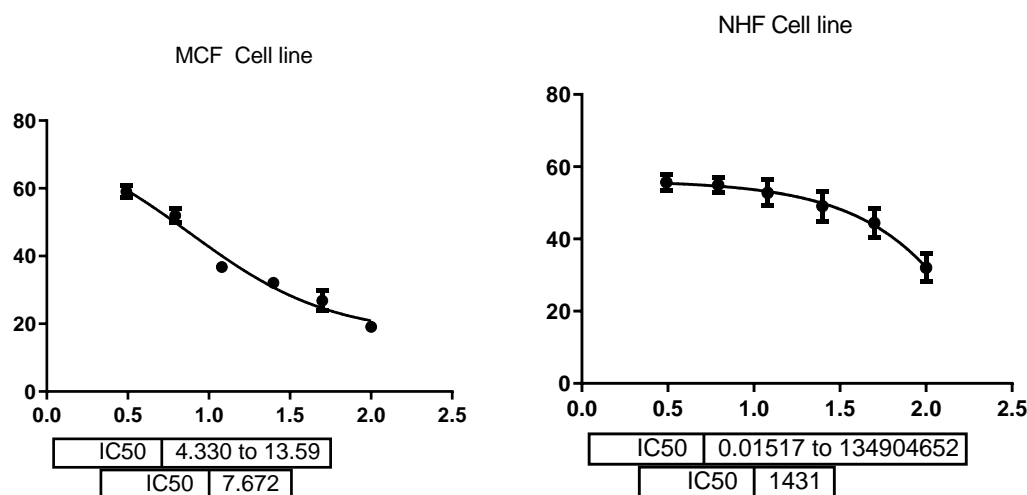 MCF Cell line
80
60
40
20
0
0.0 0.5 1.0 1.5 2.0 2.5
IC50 4.330 to 13.59
IC50 7.672
NHF Cell line
80
60
40
20
0
0.0 0.5 1.0 1.5 2.0 2.5
IC50 0.01517 to 134904652
IC50 1431